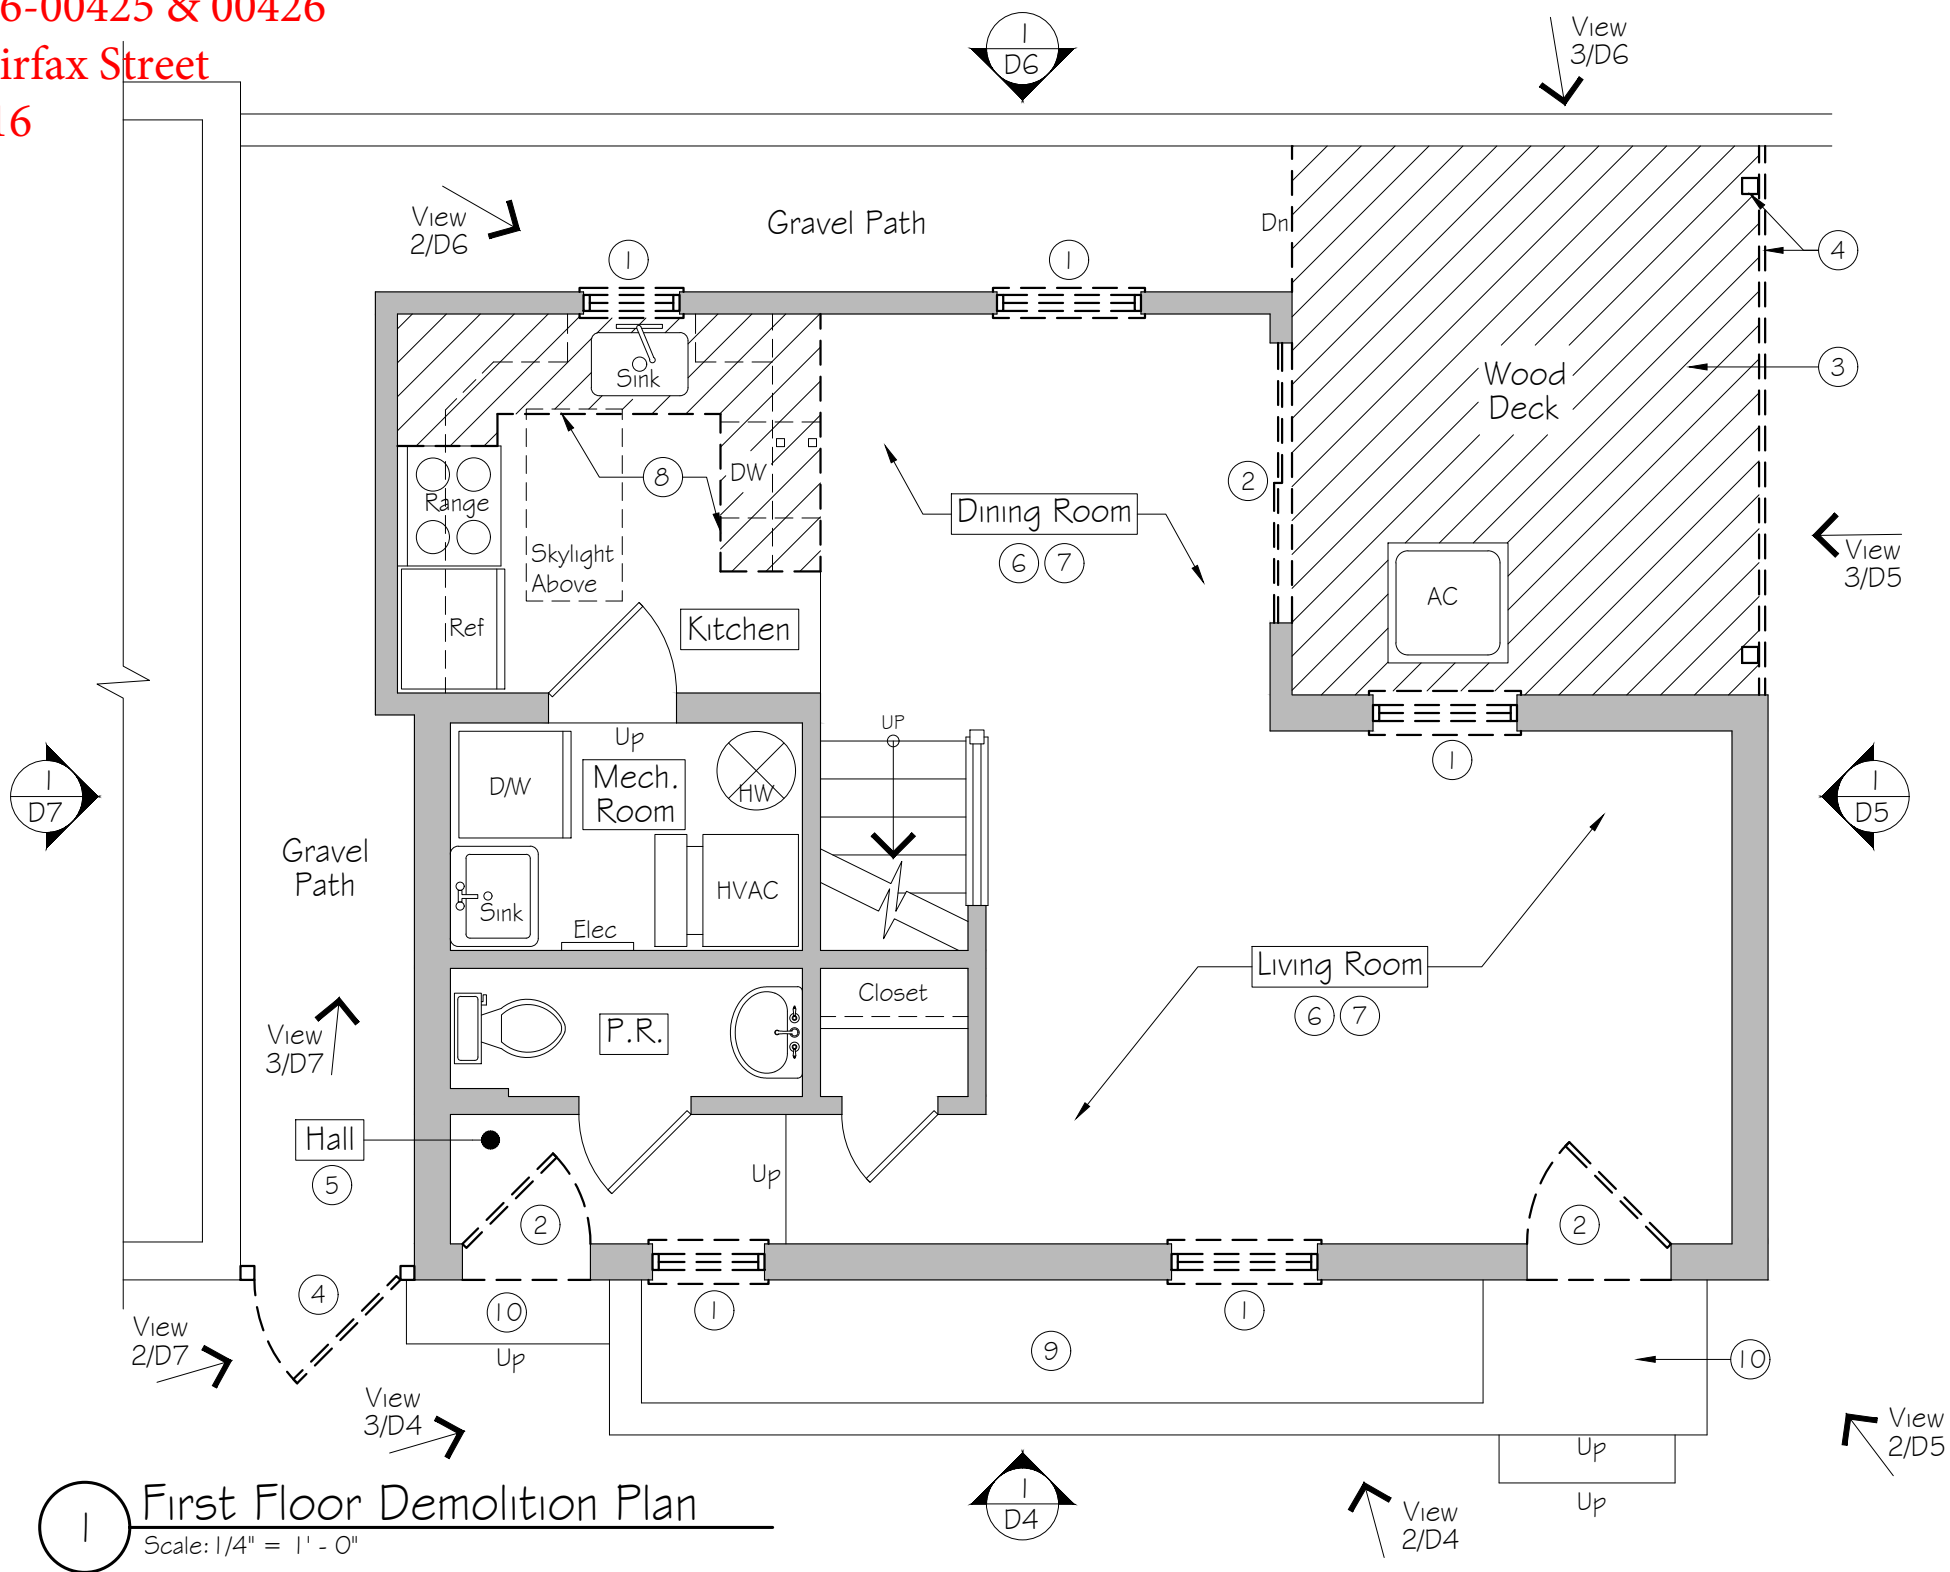 6-00425 & 00426
irfax Street
16
1
D6
View
3/D6
View
2/D6
Gravel Path
Dn
1
1
4
Sink
Wood
Deck
3
Range
8
DW
2
Dining Room
6 7
Skylight
Above
AC
View
3/D5
Ref
Kitchen
UP
Up
D/W
Mech.
Room
HW
1
1
D7
1
D5
Gravel
Path
HVAC
Sink
Elec
Living Room
6 7
Closet
View
3/D7
P.R.
Hall
5
Up
2
2
4
10
1
1
9
10
Up
View
2/D7
View
3/D4
View
2/D5
Up
Up
1
D4
View
2/D4
1
First Floor Demolition Plan
Scale: 1/4" = 1' - 0"